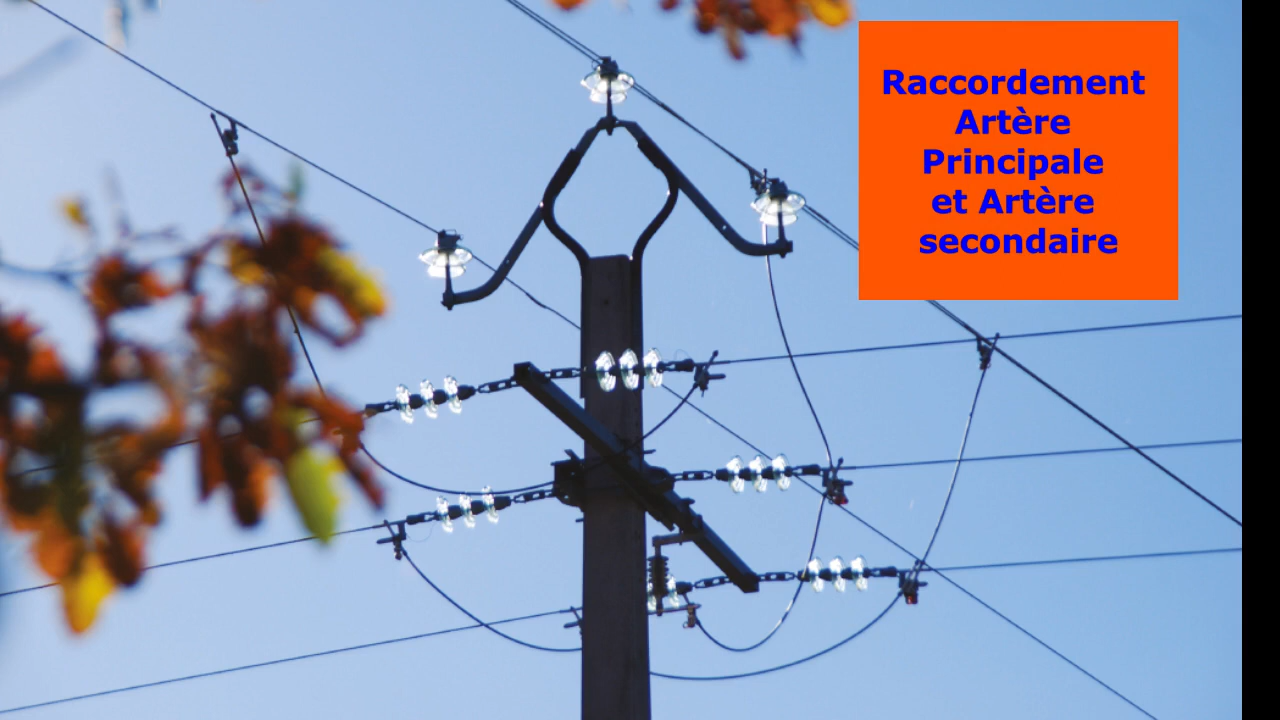 Raccordement
Artère
Principale
et Artère
secondaire